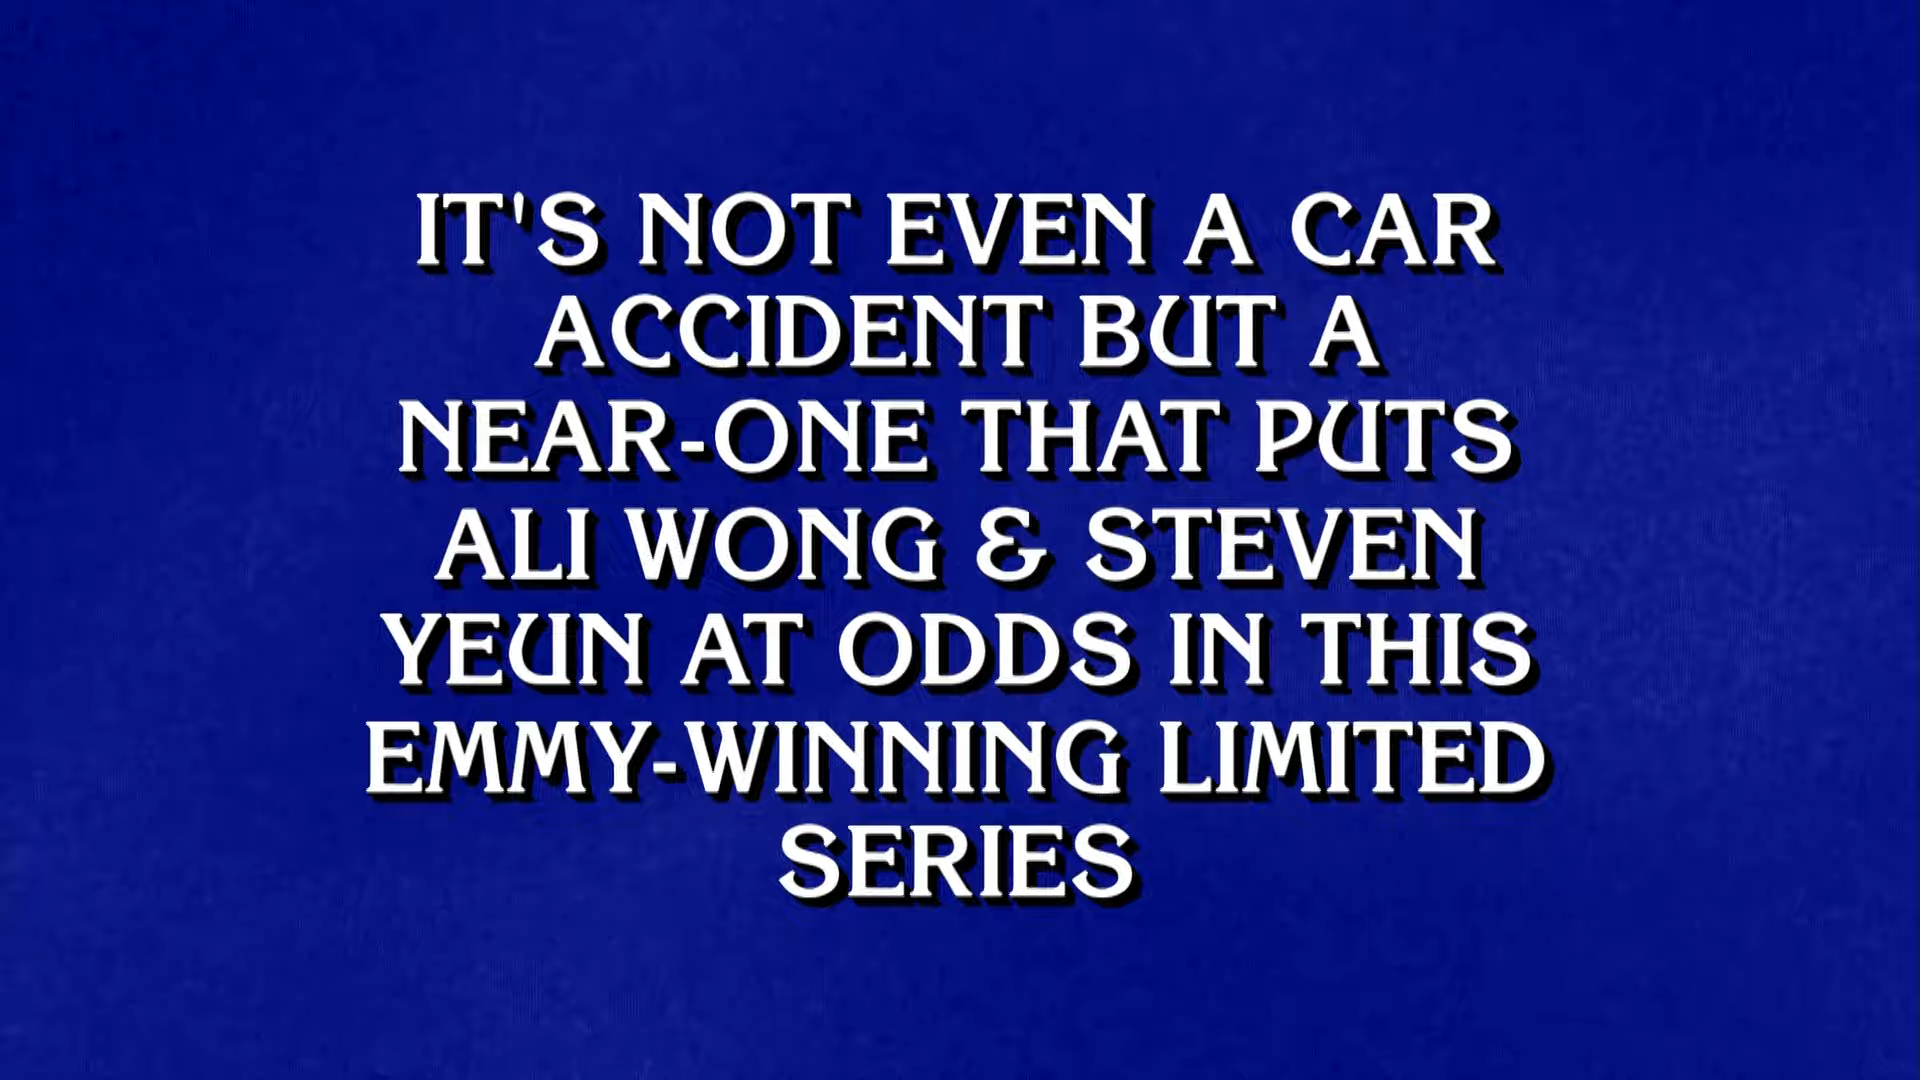 IT'S NOT EVEN A CAR
ACCIDENT BUT A
NEAR-ONE THAT PUTS
ALI WONG & STEVEN
YEUN AT ODDS IN THIS
EMMY-WINNING LIMITED
SERIES